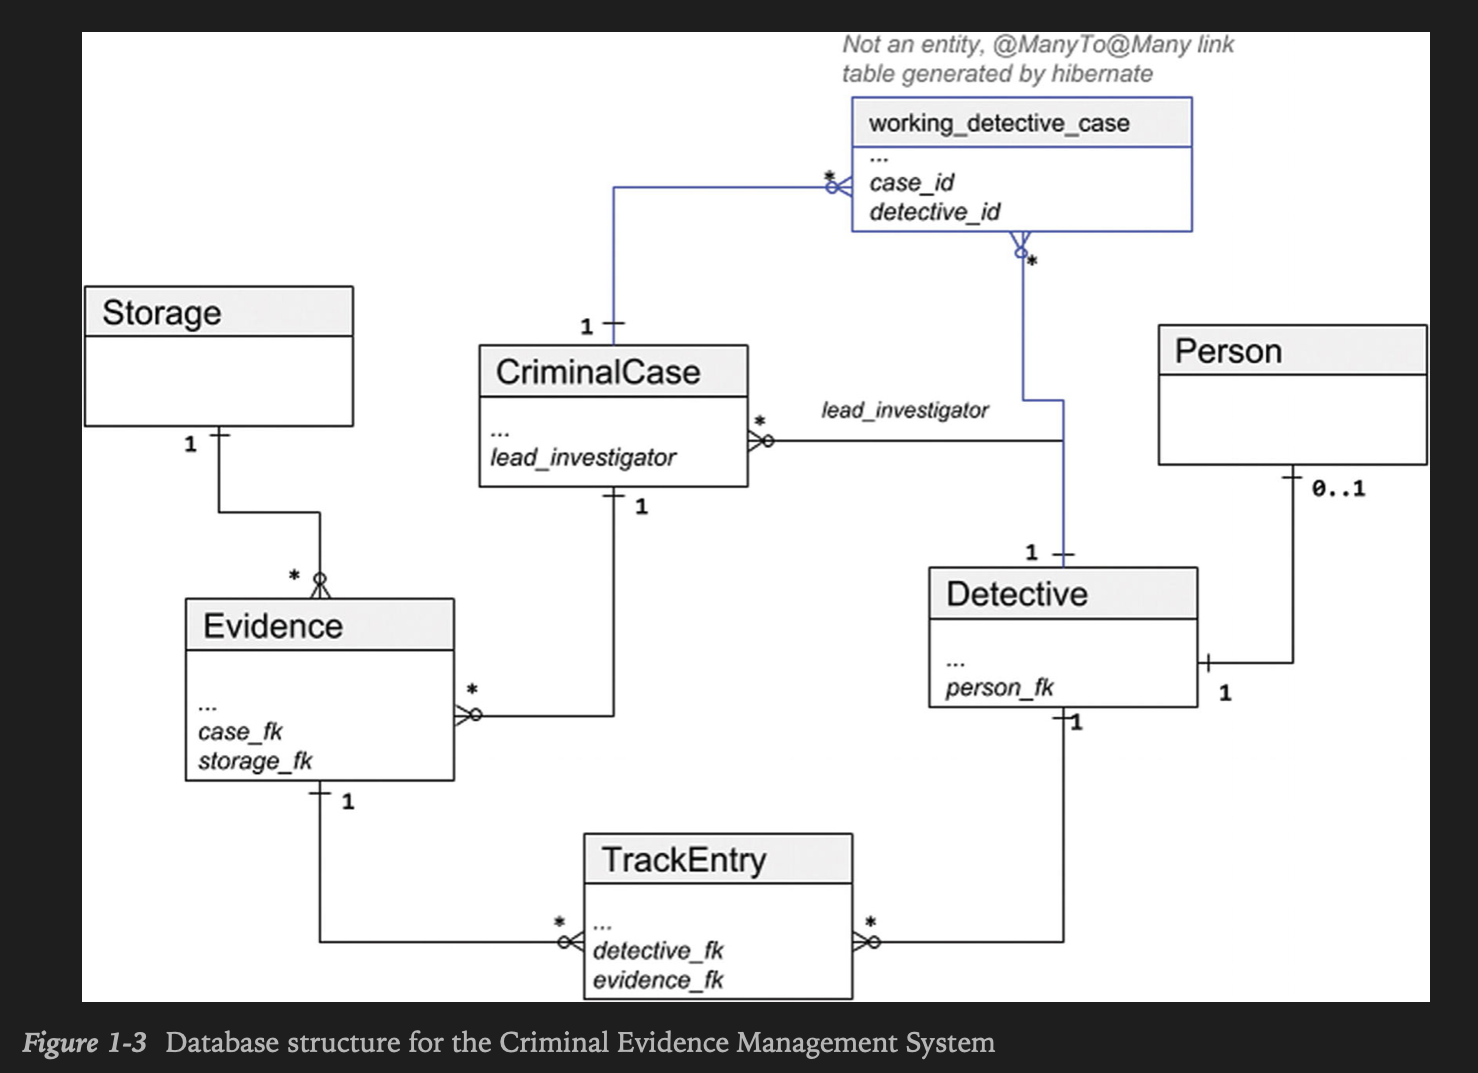 Not an entity, @ManyTo@Many link
table generated by hibernate
working_detective_case
...
case_id
detective_id
*
*
Storage
1
1
CriminalCase
...
lead_investigator
*
lead_investigator
1
Person
0..1
*
Evidence
...
case_fk
storage_fk
*
1
1
Detective
...
person_fk
1
1
TrackEntry
...
detective_fk
evidence_fk
*
*
Figure 1-3 Database structure for the Criminal Evidence Management System